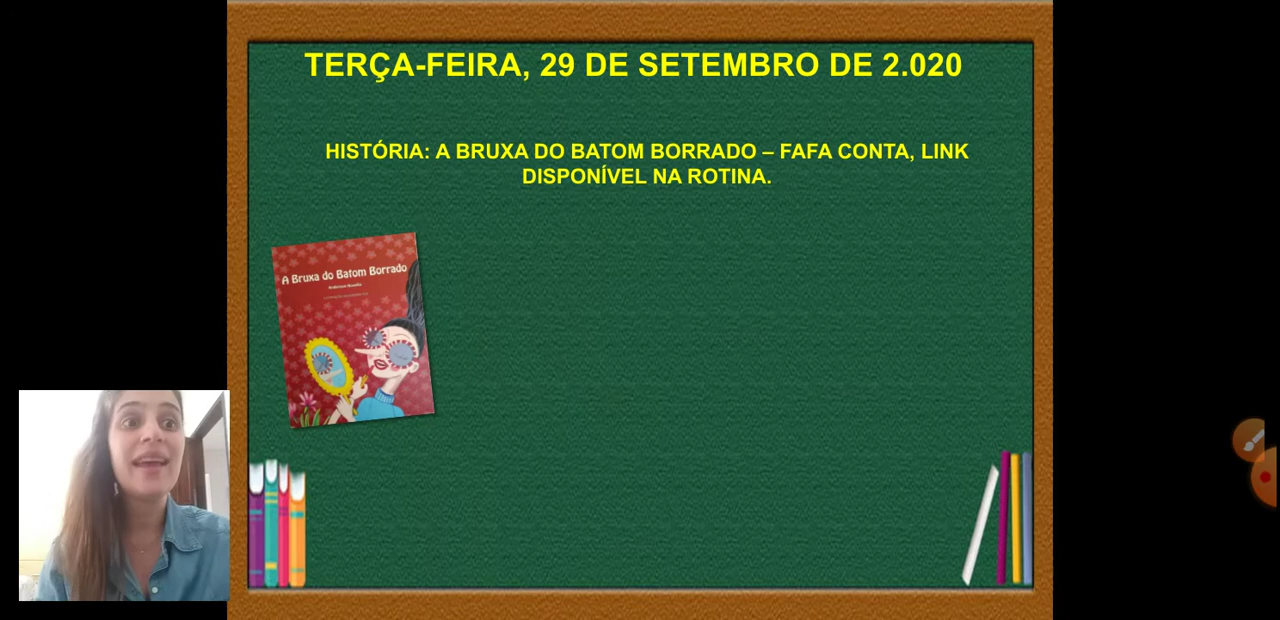 TERÇA-FEIRA, 29 DE SETEMBRO DE 2.020
HISTÓRIA: A BRUXA DO BATOM BORRADO – FAFA CONTA, LINK
DISPONÍVEL NA ROTINA.
A Bruxa do Batom Borrado